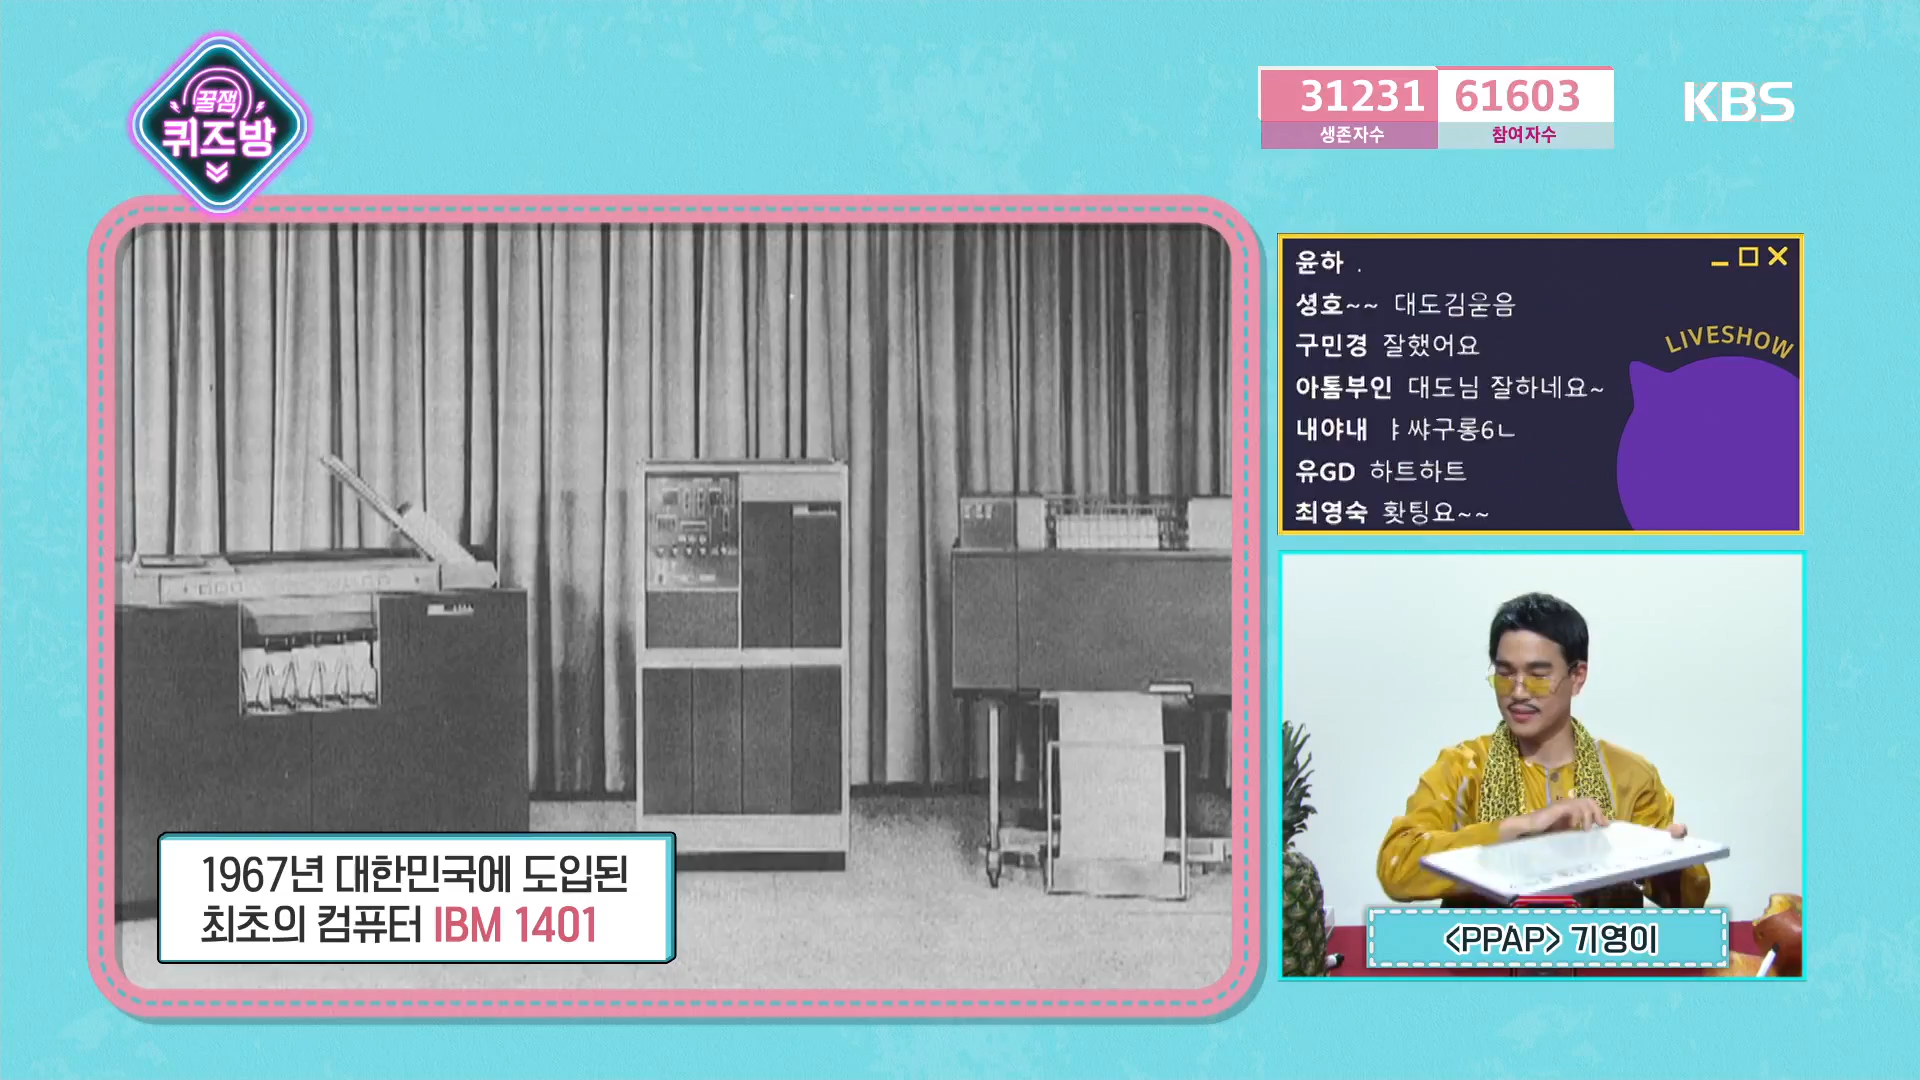 꿀잼
퀴즈방
31231 61603
생존자수 참여자수
KBS
윤하 .
셩호~~ 대도김웉음
구민경 잘했어요
아톰부인 대도님 잘하네요~
내야내 ㅑ쌰구롱6ㄴ
유GD 하트하트
최영숙 홧팅요~~
LIVESHOW
1967년 대한민국에 도입된
최초의 컴퓨터 IBM 1401
<PPAP> 기영이